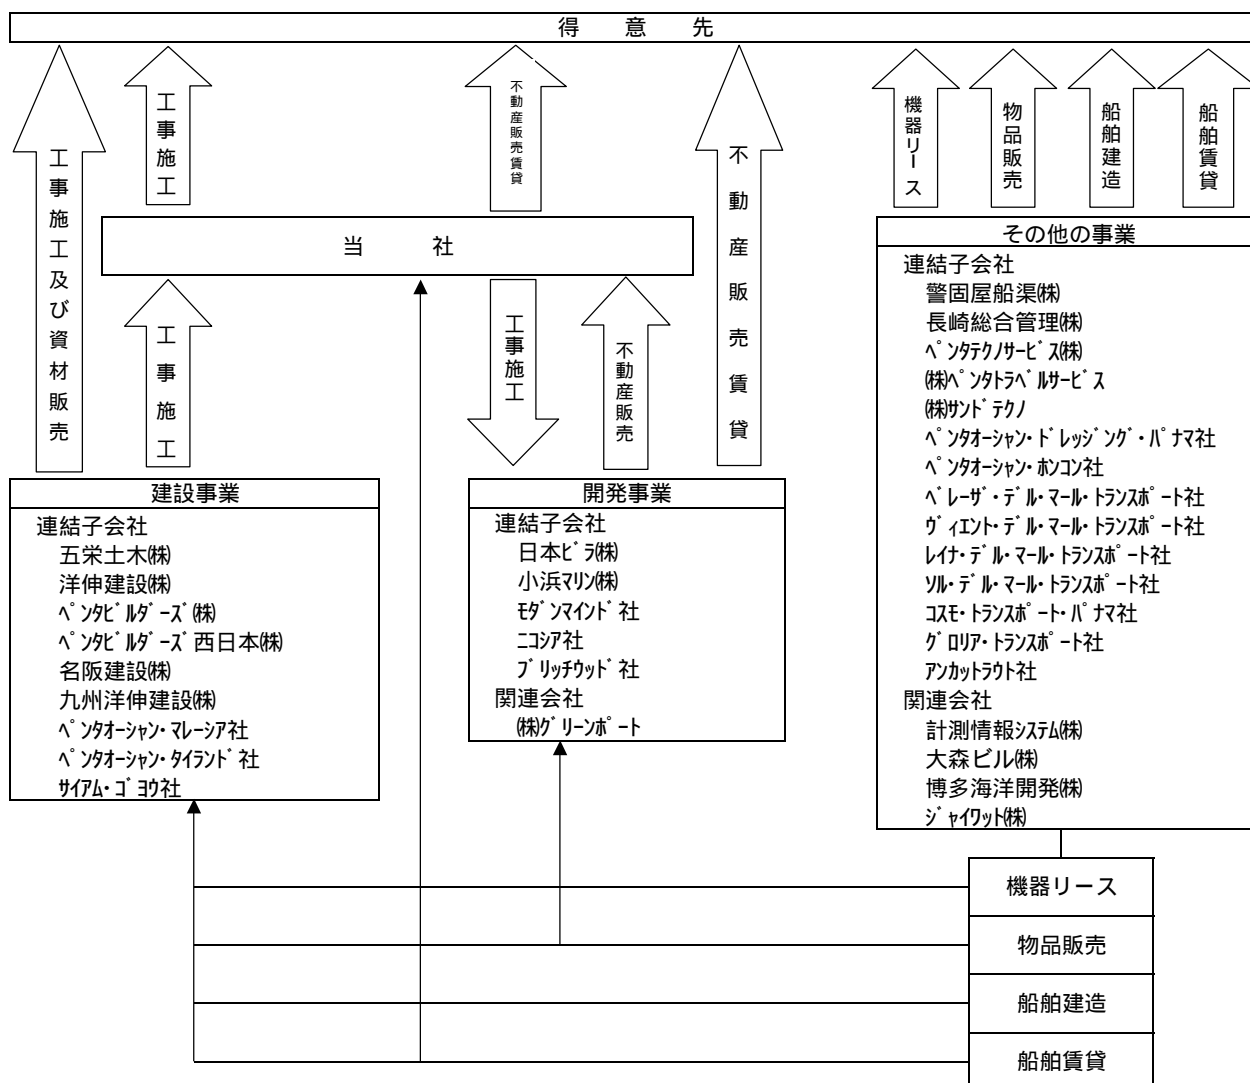 得意先
工事施工及び資材販売
工事施工
不動産販売賃貸
不動産販売賃貸
機器リース
物品販売
船舶建造
船舶賃貸
当社
工事施工
工事施工
不動産販売
建設事業
連結子会社
五栄土木㈱
洋伸建設㈱
ﾍﾟﾝﾀﾋﾞﾙﾀﾞｰｽﾞ㈱
ﾍﾟﾝﾀﾋﾞﾙﾀﾞｰｽﾞ西日本㈱
名阪建設㈱
九州洋伸建設㈱
ﾍﾟﾝﾀｵｰｼｬﾝ･ﾏﾚｰｼｱ社
ﾍﾟﾝﾀｵｰｼｬﾝ･ﾀｲﾗﾝﾄﾞ社
ｻｲｱﾑ･ｺﾞﾖｳ社
開発事業
連結子会社
日本ﾋﾞﾗ㈱
小浜ﾏﾘﾝ㈱
ﾓﾀﾞﾝﾏｲﾝﾄﾞ社
ﾆｺｼｱ社
ﾌﾞﾘｯﾁｳｯﾄﾞ社
関連会社
㈱ｸﾞﾘｰﾝﾎﾟｰﾄ
その他の事業
連結子会社
警固屋船渠㈱
長崎総合管理㈱
ﾍﾟﾝﾀﾃｸﾉｻｰﾋﾞｽ㈱
㈱ﾍﾟﾝﾀﾄﾗﾍﾞﾙｻｰﾋﾞｽ
㈱ｻﾝﾄﾞﾃｸﾉ
ﾍﾟﾝﾀｵｰｼｬﾝ･ﾄﾞﾚｯｼﾞﾝｸﾞ･ﾊﾟﾅﾏ社
ﾍﾟﾝﾀｵｰｼｬﾝ･ﾎﾝｺﾝ社
ﾍﾞﾚｰｻﾞ･ﾃﾞﾙ･ﾏｰﾙ･ﾄﾗﾝｽﾎﾟｰﾄ社
ｳﾞｨｴﾝﾄ･ﾃﾞﾙ･ﾏｰﾙ･ﾄﾗﾝｽﾎﾟｰﾄ社
ﾚｲﾅ･ﾃﾞﾙ･ﾏｰﾙ･ﾄﾗﾝｽﾎﾟｰﾄ社
ｿﾙ･ﾃﾞﾙ･ﾏｰﾙ･ﾄﾗﾝｽﾎﾟｰﾄ社
ｺｽﾓ･ﾄﾗﾝｽﾎﾟｰﾄ･ﾊﾟﾅﾏ社
ｸﾞﾛﾘｱ･ﾄﾗﾝｽﾎﾟｰﾄ社
ｱﾝｶｯﾄﾗｳﾄ社
関連会社
計測情報ｼｽﾃﾑ㈱
大森ビル㈱
博多海洋開発㈱
ｼﾞｬｲﾜｯﾄ㈱
機器リース
物品販売
船舶建造
船舶賃貸